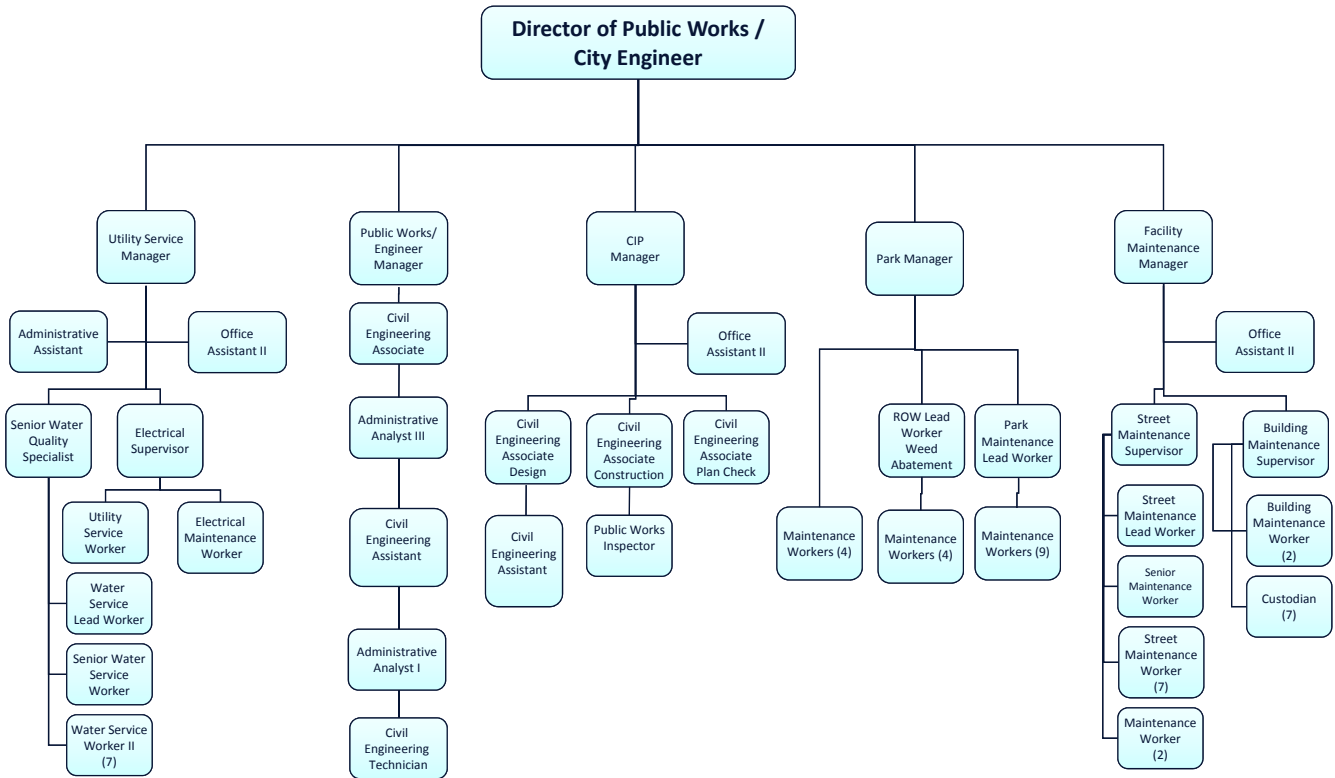 Director of Public Works /
City Engineer
Utility Service
Manager
Public Works/
Engineer
Manager
CIP
Manager
Park Manager
Facility
Maintenance
Manager
Administrative
Assistant
Office
Assistant II
Senior Water
Quality
Specialist
Electrical
Supervisor
Utility
Service
Worker
Electrical
Maintenance
Worker
Water
Service
Lead Worker
Senior Water
Service
Worker
Water Service
Worker II
(7)
Civil
Engineering
Associate
Administrative
Analyst III
Civil
Engineering
Assistant
Administrative
Analyst I
Civil
Engineering
Technician
Office
Assistant II
Civil
Engineering
Associate
Design
Civil
Engineering
Associate
Construction
Civil
Engineering
Associate
Plan Check
Civil
Engineering
Assistant
Public Works
Inspector
ROW Lead
Worker
Weed
Abatement
Park
Maintenance
Lead Worker
Maintenance
Workers (4)
Maintenance
Workers (4)
Maintenance
Workers (9)
Office
Assistant II
Street
Maintenance
Supervisor
Building
Maintenance
Supervisor
Street
Maintenance
Lead Worker
Senior
Maintenance
Worker
Street
Maintenance
Worker
(7)
Maintenance
Worker
(2)
Building
Maintenance
Worker
(2)
Custodian
(7)